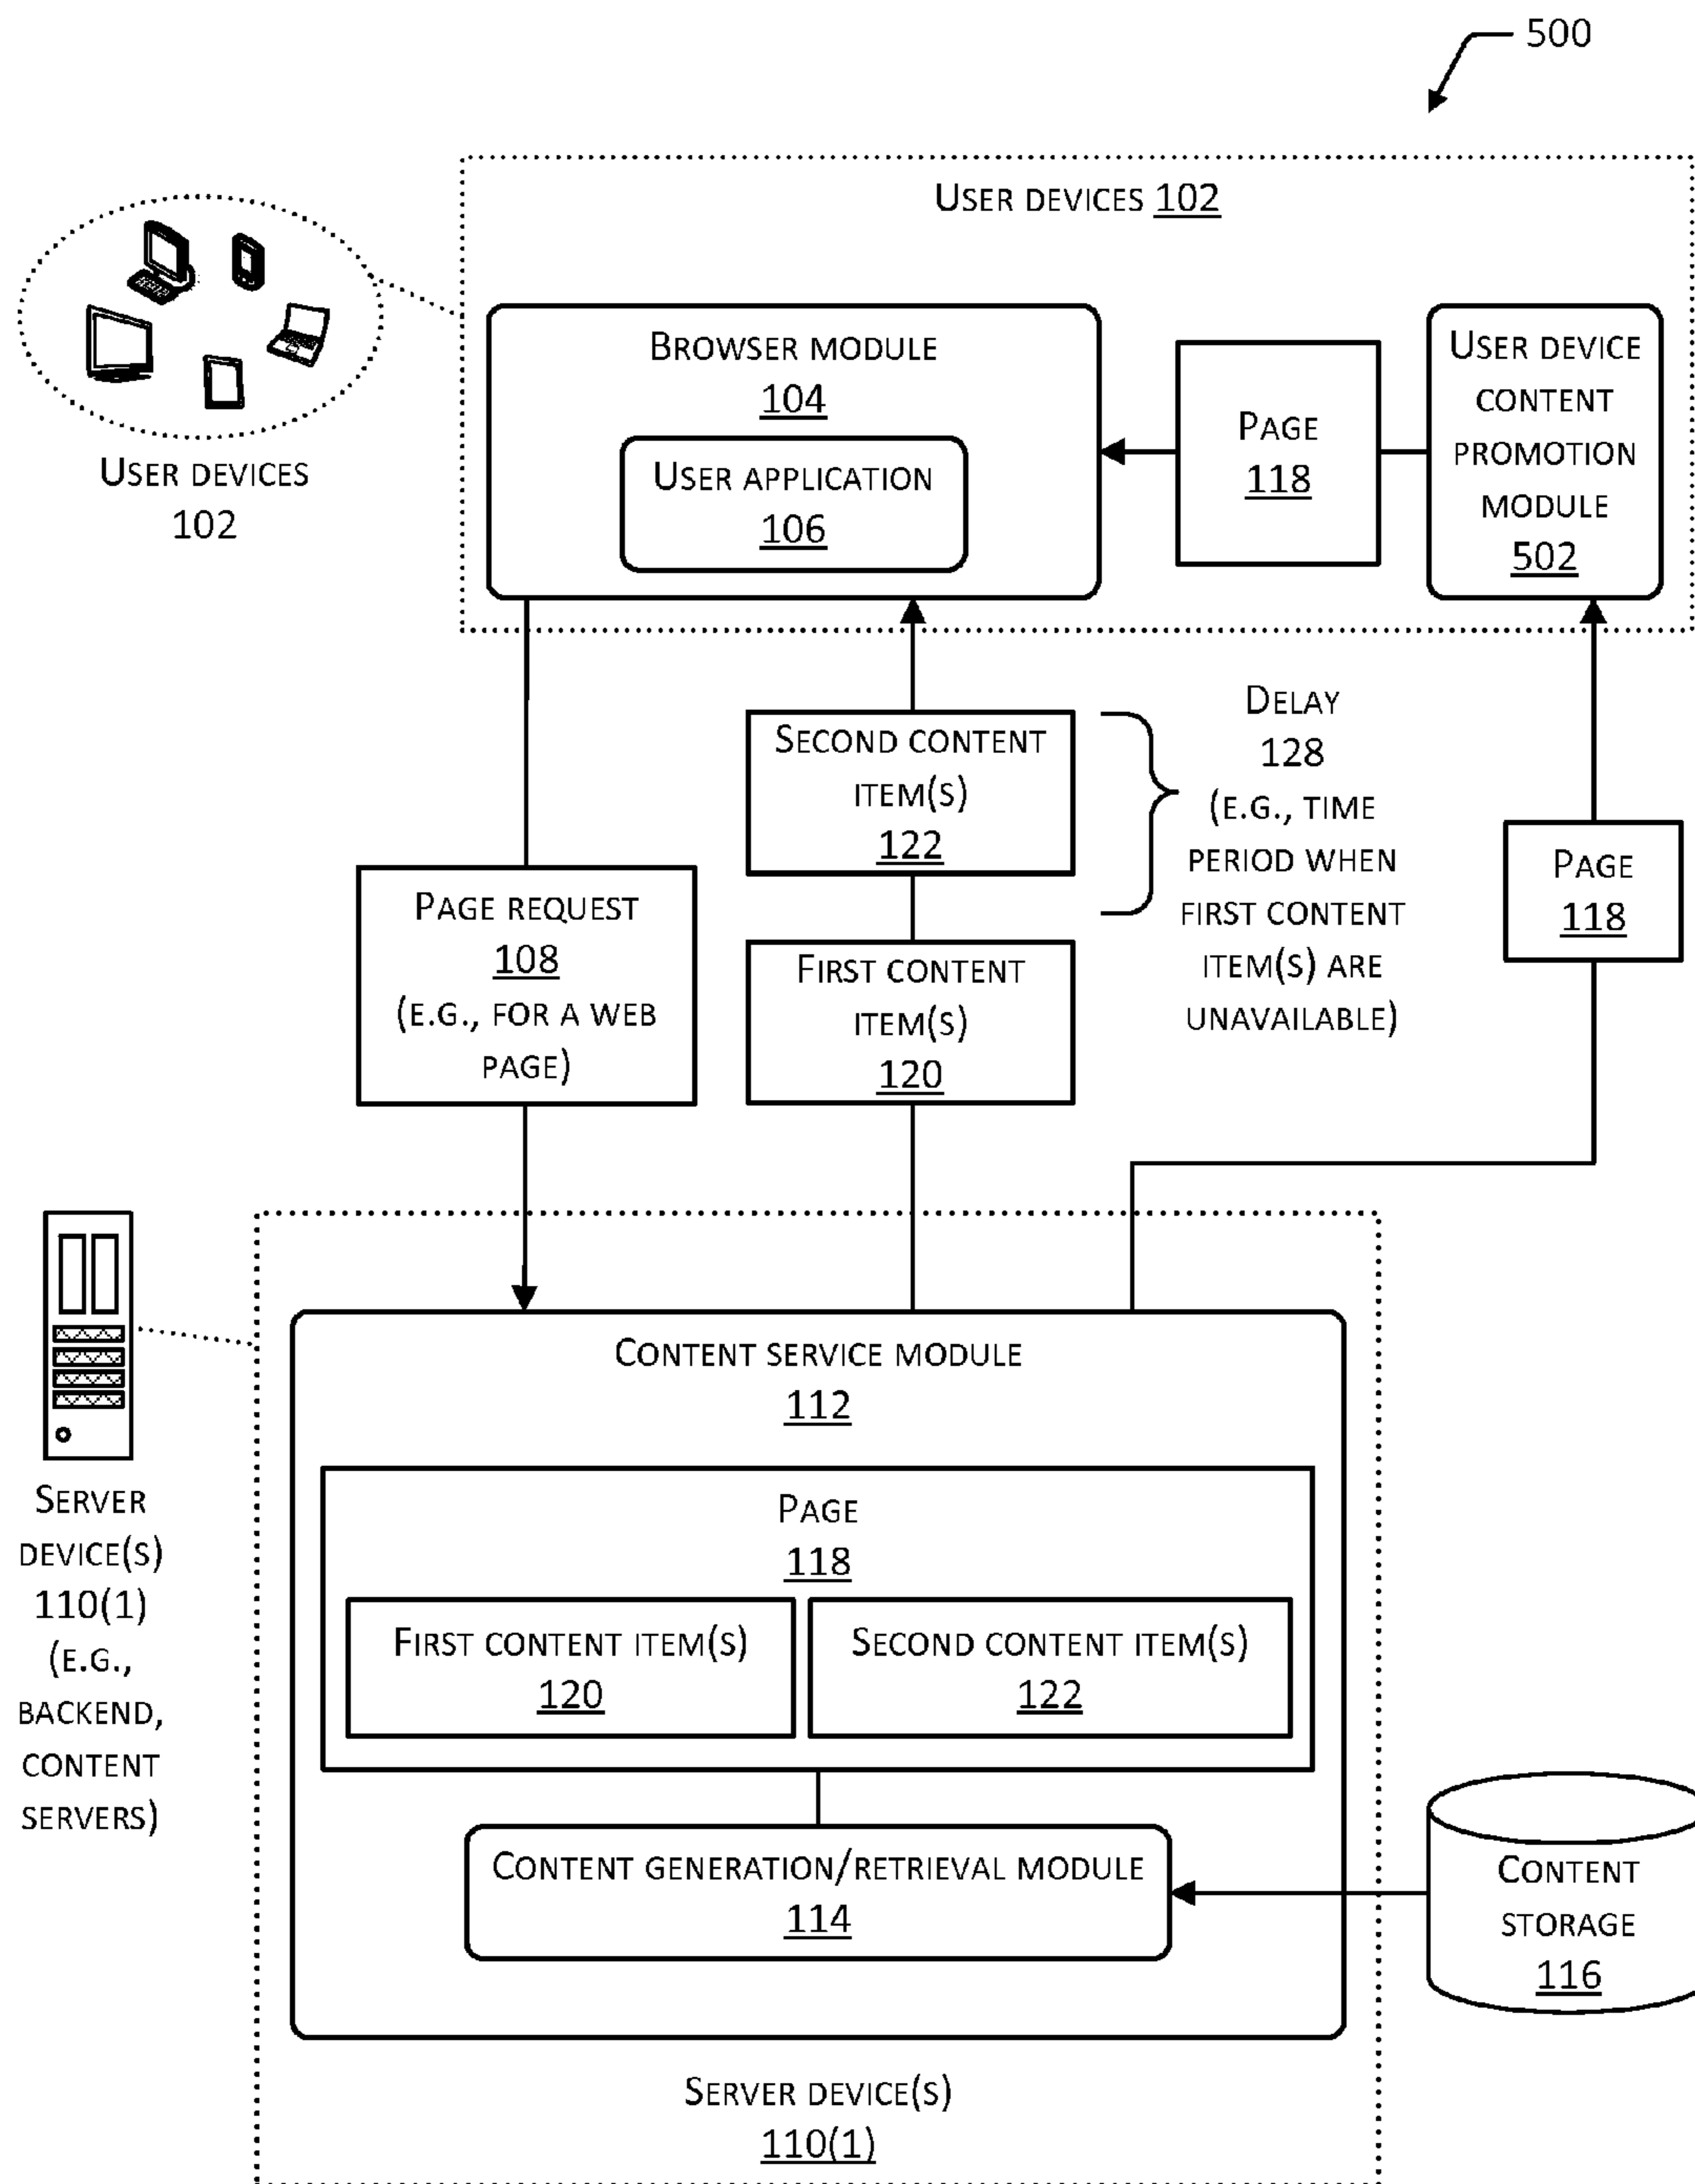 500
USER DEVICES 102
USER DEVICES
102
BROWSER MODULE
104
USER APPLICATION
106
PAGE
118
USER DEVICE
CONTENT
PROMOTION
MODULE
502
PAGE REQUEST
108
(E.G., FOR A WEB
PAGE)
SECOND CONTENT
ITEM(S)
122
FIRST CONTENT
ITEM(S)
120
DELAY
128
(E.G., TIME
PERIOD WHEN
FIRST CONTENT
ITEM(S) ARE
UNAVAILABLE)
PAGE
118
SERVER
DEVICE(S)
110(1)
(E.G.,
BACKEND,
CONTENT
SERVERS)
CONTENT SERVICE MODULE
112
PAGE
118
FIRST CONTENT ITEM(S)
120
SECOND CONTENT ITEM(S)
122
CONTENT GENERATION/RETRIEVAL MODULE
114
CONTENT
STORAGE
116
SERVER DEVICE(S)
110(1)